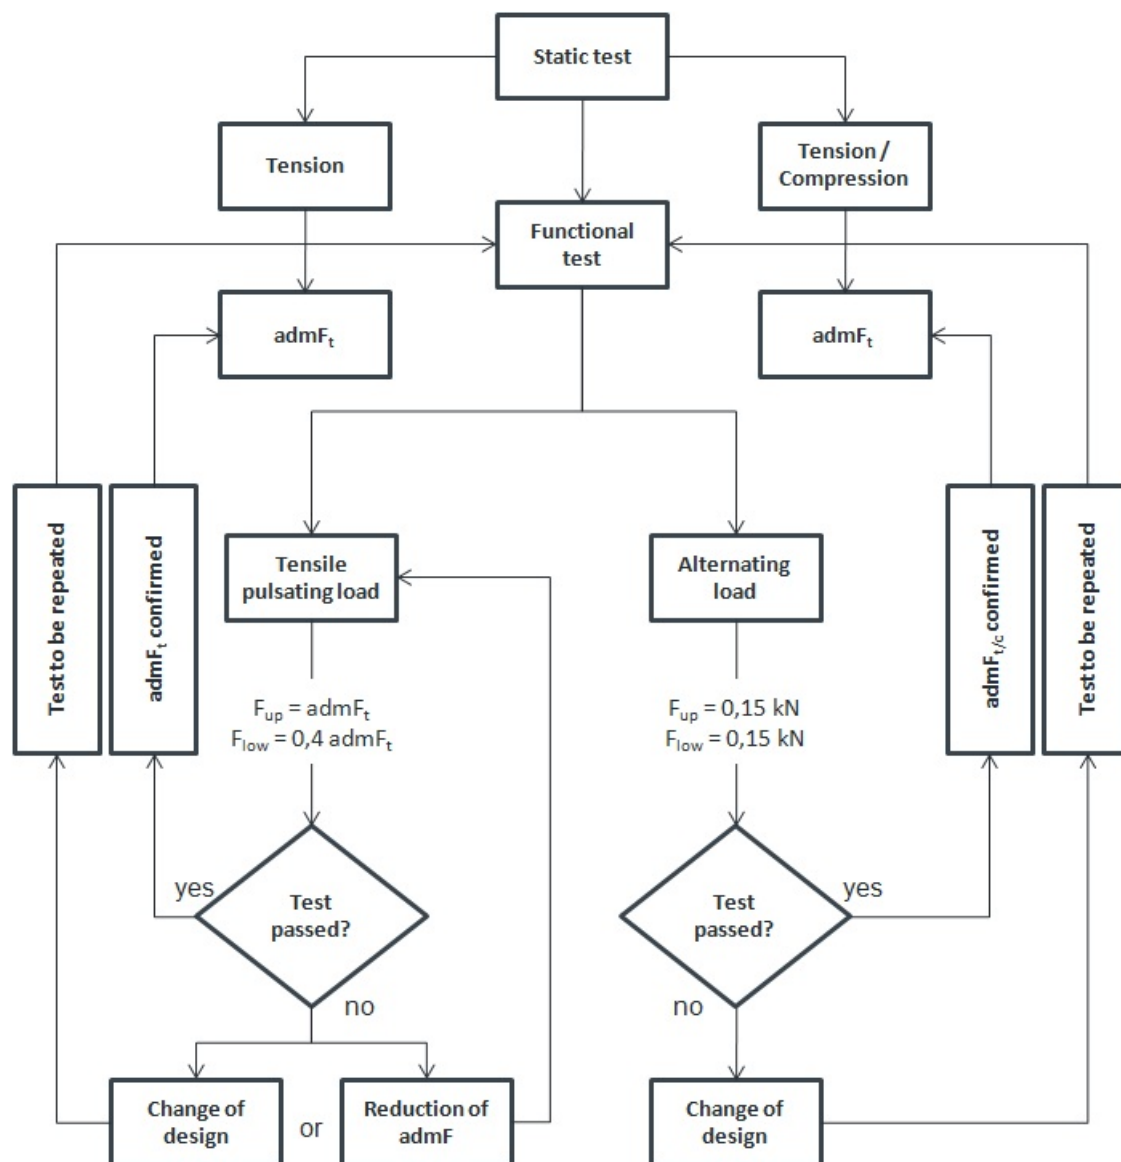 Static test
Tension
Tension /
Compression
Functional
test
admFₜ
admFₜ
Test to be repeated
admFₜ confirmed
Tensile
pulsating load
Alternating
load
admFₜ/c confirmed
Test to be repeated
Fup = admFₜ
Flow = 0,4 admFₜ
Fup = 0,15 kN
Flow = 0,15 kN
yes
Test
passed?
no
Test
passed?
yes
no
Change of
design
or
Reduction of
admF
Change of
design